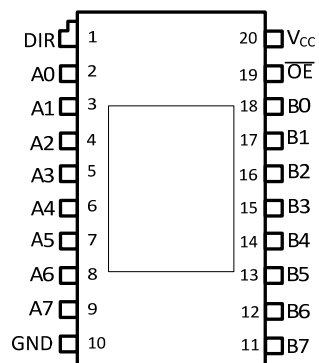 DIR 1 20 VCC
A0 2 19 OE
A1 3 18 B0
A2 4 17 B1
A3 5 16 B2
A4 6 15 B3
A5 7 14 B4
A6 8 13 B5
A7 9 12 B6
GND 10 11 B7